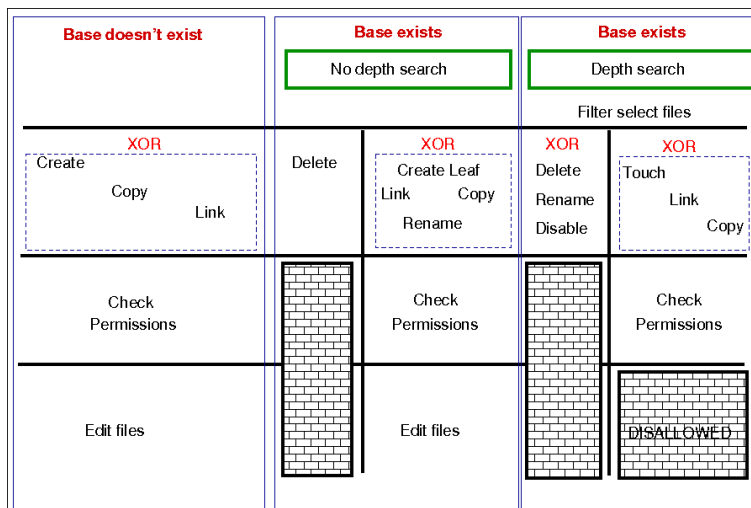 Base doesn't exist
Base exists
Base exists
No depth search
Depth search
Filter select files
XOR
Create
Copy
Link
Delete
XOR
Create Leaf
Link Copy
Rename
XOR
Delete
Rename
Disable
XOR
Touch
Link
Copy
Check
Permissions
Check
Permissions
Check
Permissions
Edit files
Edit files
DISALLOWED